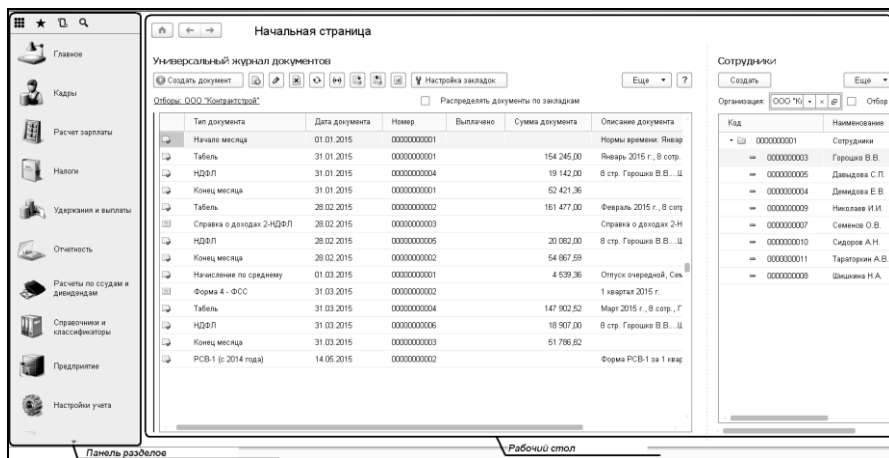 Начальная страница
Главное
Кадры
Расчет зарплаты
Налоги
Удержания и выплаты
Отчетность
Расчеты по ссудам и
дивидендам
Справочники и
классификаторы
Предприятие
Настройки учета
Универсальный журнал документов
Создать документ Настройка закладок Еще ?
Отборы: ООО "Контрактстрой" Распределять документы по закладкам
Тип документа Дата документа Номер Выплачено Сумма документа Описание документа
Начало месяца 01.01.2015 00000000001 Нормы времени: Январ
Табель 31.01.2015 00000000001 154 245,00 Январь 2015 г., 8 сотр.
НДФЛ 31.01.2015 00000000004 19 142,00 8 стр. Горошко В.В....Ш
Конец месяца 31.01.2015 00000000001 52 421,36
Табель 28.02.2015 00000000002 161 477,00 Февраль 2015 г., 8 сотр
Справка о доходах 2-НДФЛ 28.02.2015 00000000003 Справка о доходах 2-Н
НДФЛ 28.02.2015 00000000005 20 082,00 8 стр. Горошко В.В....Ш
Конец месяца 28.02.2015 00000000002 54 867,59
Начисление по среднему 01.03.2015 00000000001 4 539,36 Отпуск очередной, Сем
Форма 4 - ФСС 31.03.2015 00000000002 1 квартал 2015 г.
Табель 31.03.2015 00000000004 147 902,52 Март 2015 г., 8 сотр., Г
НДФЛ 31.03.2015 00000000006 18 907,00 8 стр. Горошко В.В....Ш
Конец месяца 31.03.2015 00000000003 51 786,82
РСВ-1 (с 2014 года) 14.05.2015 00000000002 Форма РСВ-1 за 1 квар
Сотрудники
Создать Еще
Организация: ООО "Ко Отбор
Код Наименование
0000000001 Сотрудники
0000000003 Горошко В.В.
0000000005 Давыдова С.П.
0000000004 Демидова Е.В.
0000000009 Николаев И.И.
0000000007 Семенов О.В.
0000000010 Сидоров А.Н.
0000000011 Тараторкин А.В.
0000000008 Шишкина Н.А.
Панель разделов
Рабочий стол